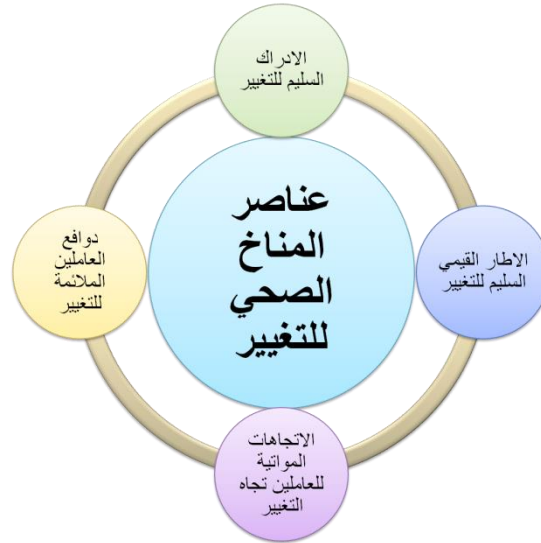 الادراك
السليم للتغيير
عناصر
المناخ
الصحي
للتغيير
الاطار القيمي
السليم للتغيير
الاتجاهات
المواتية
للعاملين تجاه
التغيير
دوافع
العاملين
الملائمة
للتغيير